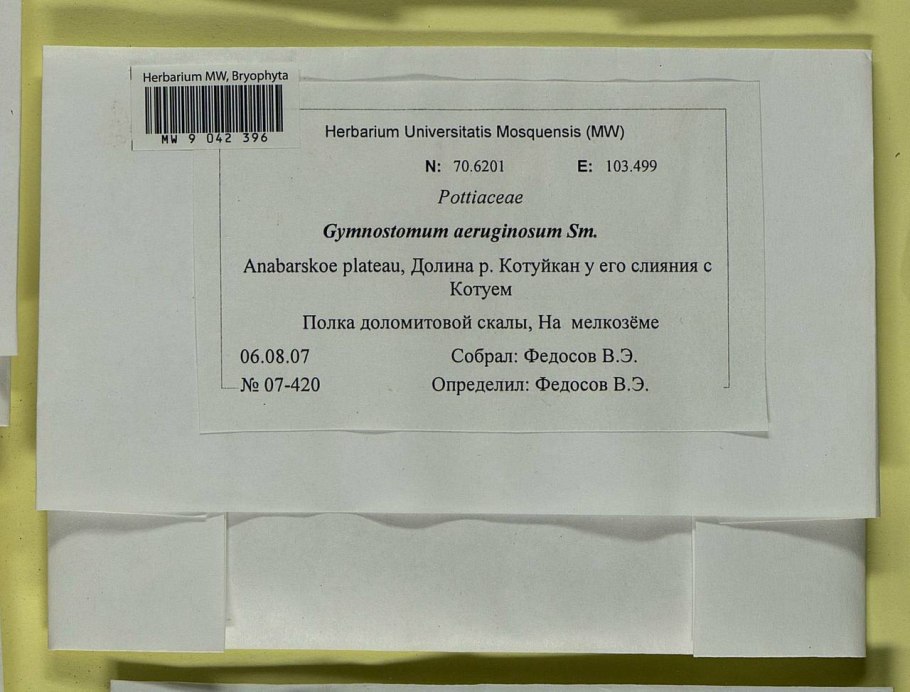 Herbarium MW, Bryophyta
MW 9 042 396
Herbarium Universitatis Mosquensis (MW)
N: 70.6201 E: 103.499
Pottiaceae
Gymnostomum aeruginosum Sm.
Anabarskoe plateau, Долина р. Котуйкан у его слияния с
Котуем
Полка доломитовой скалы, На мелкозёме
06.08.07 Собрал: Федосов В.Э.
№ 07-420 Определил: Федосов В.Э.